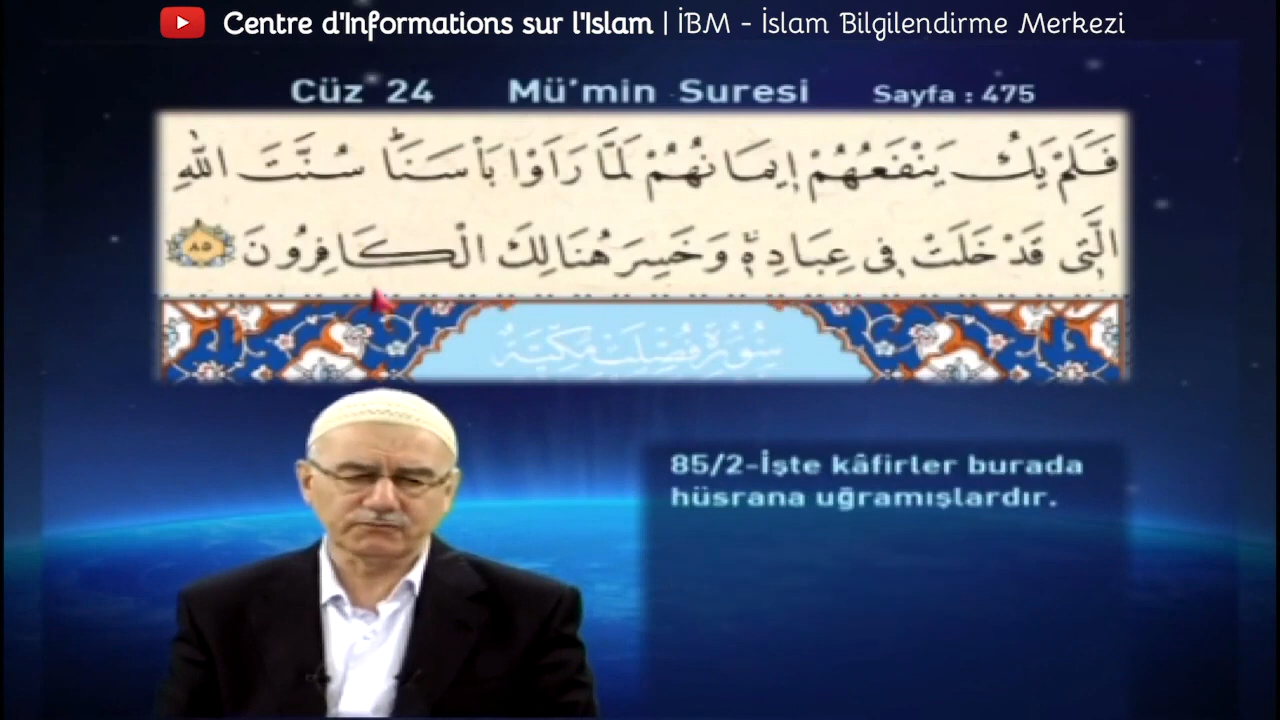 Centre d'Informations sur l'Islam | İBM - İslam Bilgilendirme Merkezi
Cüz 24 Mü'min Suresi Sayfa : 475
فَلَمْ يَكُ يَنْفَعُهُمْ إِيمَانُهُمْ لَمَّا رَاَوْا بَأْسَنَا سُنَّتَ اللّٰهِ
الَّتِي قَدْ خَلَتْ فِي عِبَادِهِ وَخَسِرَ هُنَالِكَ الْكَافِرُونَ ٨٥
سُورَةُ فُصِّلَتْ مَكِّيَّةٌ
85/2-İşte kâfirler burada
hüsrana uğramışlardır.